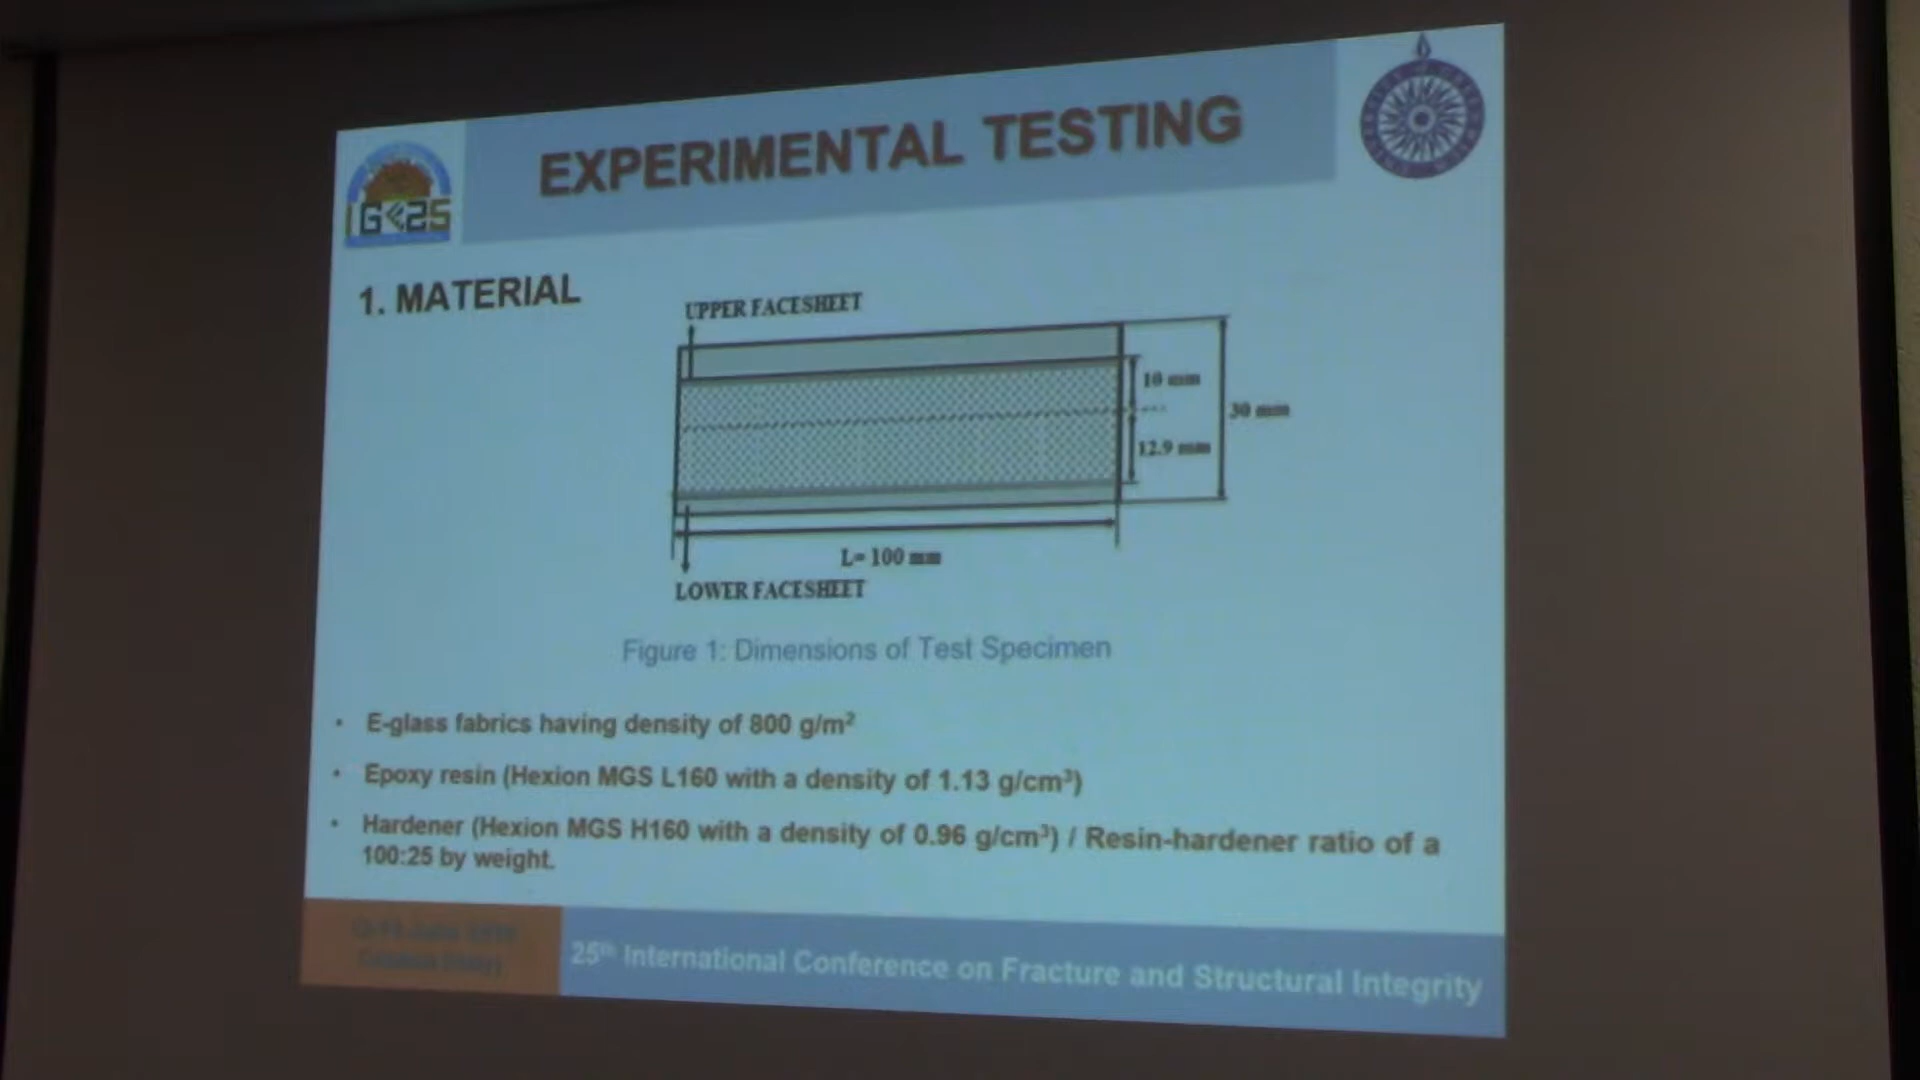 EXPERIMENTAL TESTING
IG 25
1. MATERIAL
UPPER FACESHEET
10 mm
30 mm
12.9 mm
L= 100 mm
LOWER FACESHEET
Figure 1: Dimensions of Test Specimen
• E-glass fabrics having density of 800 g/m²
• Epoxy resin (Hexion MGS L160 with a density of 1.13 g/cm³)
• Hardener (Hexion MGS H160 with a density of 0.96 g/cm³) / Resin-hardener ratio of a
100:25 by weight.
25th International Conference on Fracture and Structural Integrity